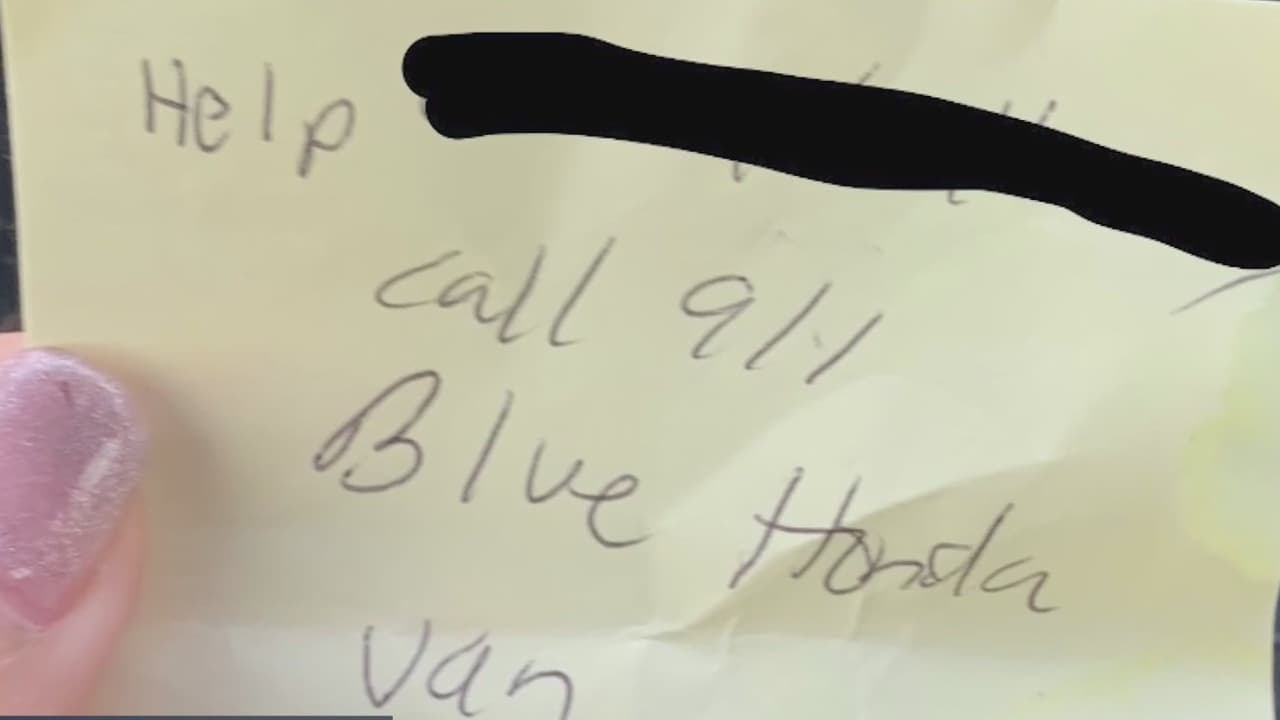 Help
call 911
Blue Honda
Van